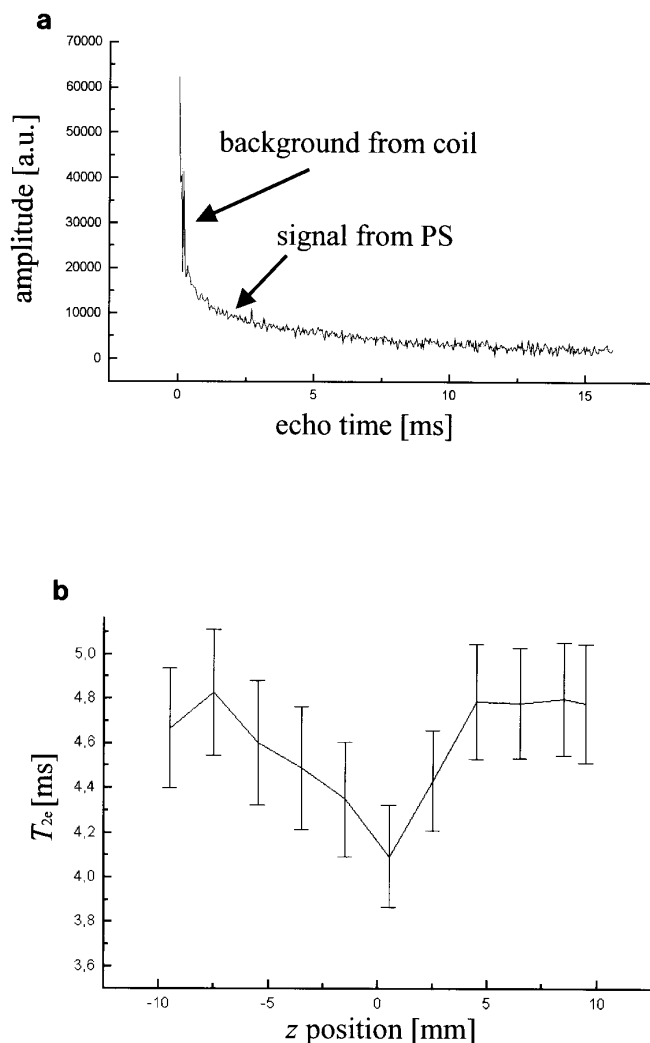 a
70000
60000
50000
40000
30000
20000
10000
0
amplitude [a.u.]
background from coil
signal from PS
0 5 10 15
echo time [ms]
b
5,0
4,8
4,6
4,4
4,2
4,0
3,8
3,6
T2e [ms]
-10 -5 0 5 10
z position [mm]